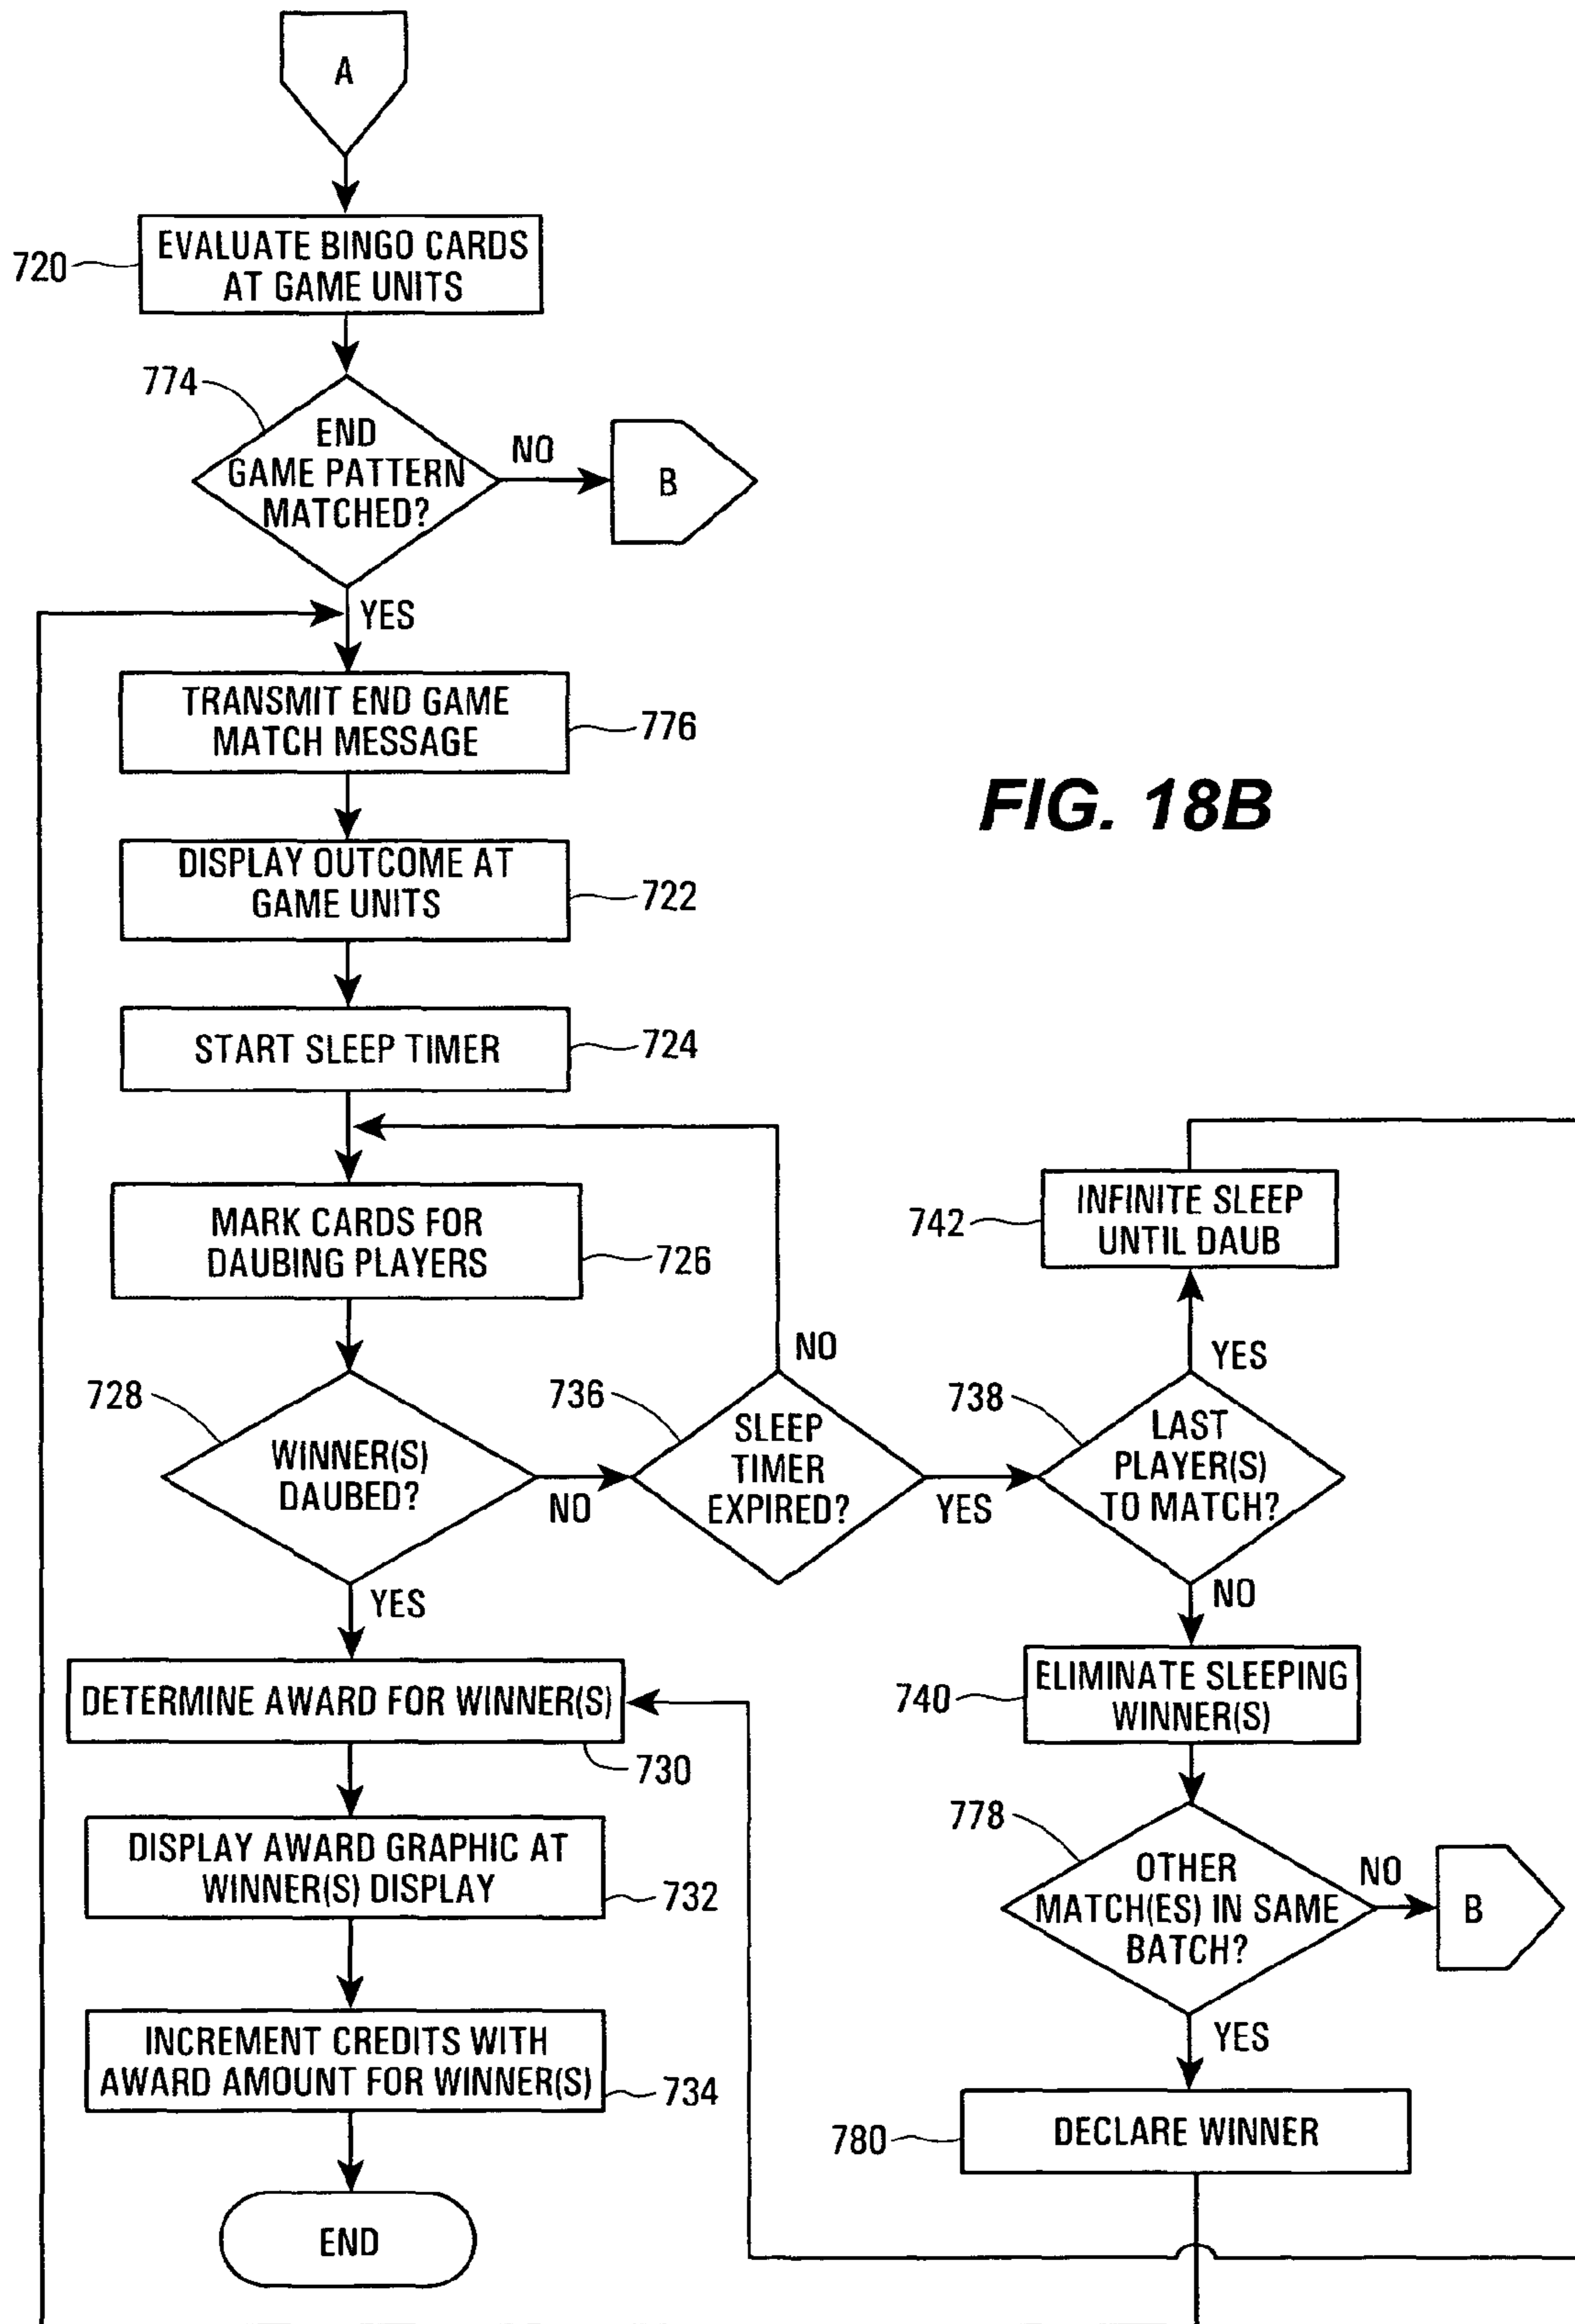 A
720
EVALUATE BINGO CARDS
AT GAME UNITS
774
END
GAME PATTERN
MATCHED?
NO
B
YES
TRANSMIT END GAME
MATCH MESSAGE
776
FIG. 18B
DISPLAY OUTCOME AT
GAME UNITS
722
START SLEEP TIMER
724
MARK CARDS FOR
DAUBING PLAYERS
726
742
INFINITE SLEEP
UNTIL DAUB
728
WINNER(S)
DAUBED?
NO
736
SLEEP
TIMER
EXPIRED?
NO
YES
738
LAST
PLAYER(S)
TO MATCH?
YES
NO
YES
DETERMINE AWARD FOR WINNER(S)
730
740
ELIMINATE SLEEPING
WINNER(S)
DISPLAY AWARD GRAPHIC AT
WINNER(S) DISPLAY
732
778
OTHER
MATCH(ES) IN SAME
BATCH?
NO
B
YES
INCREMENT CREDITS WITH
AWARD AMOUNT FOR WINNER(S)
734
780
DECLARE WINNER
END